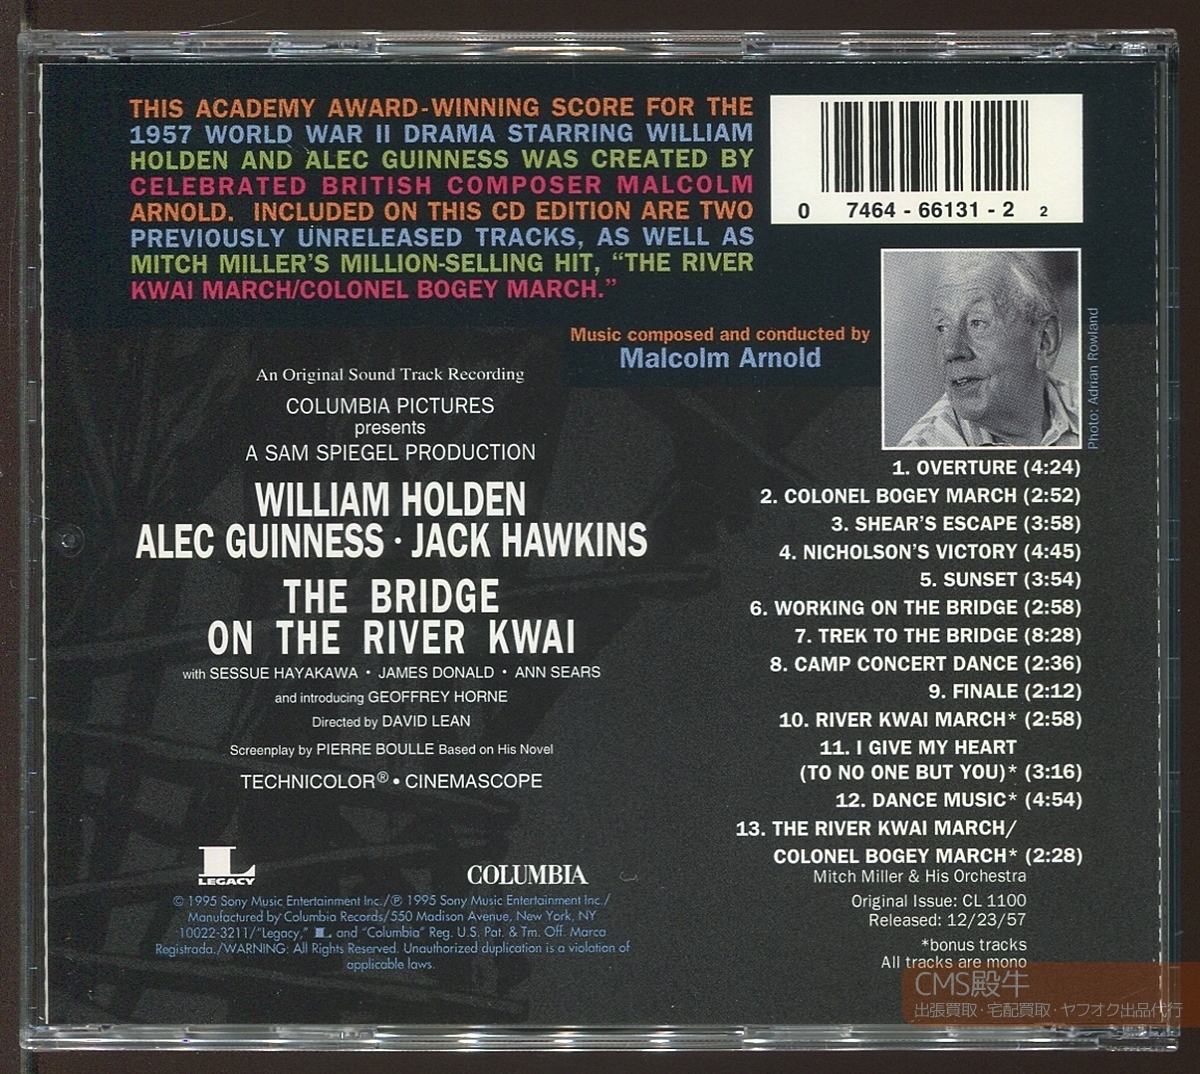 THIS ACADEMY AWARD-WINNING SCORE FOR THE
1957 WORLD WAR II DRAMA STARRING WILLIAM
HOLDEN AND ALEC GUINNESS WAS CREATED BY
CELEBRATED BRITISH COMPOSER MALCOLM
ARNOLD. INCLUDED ON THIS CD EDITION ARE TWO
PREVIOUSLY UNRELEASED TRACKS, AS WELL AS
MITCH MILLER'S MILLION-SELLING HIT, “THE RIVER
KWAI MARCH/COLONEL BOGEY MARCH.”
0 7464 - 66131 - 2 2
Music composed and conducted by
Malcolm Arnold
Photo: Adrian Rowland
An Original Sound Track Recording
COLUMBIA PICTURES
presents
A SAM SPIEGEL PRODUCTION
WILLIAM HOLDEN
ALEC GUINNESS · JACK HAWKINS
THE BRIDGE
ON THE RIVER KWAI
with SESSUE HAYAKAWA • JAMES DONALD • ANN SEARS
and introducing GEOFFREY HORNE
Directed by DAVID LEAN
Screenplay by PIERRE BOULLE Based on His Novel
TECHNICOLOR® • CINEMASCOPE
1. OVERTURE (4:24)
2. COLONEL BOGEY MARCH (2:52)
3. SHEAR'S ESCAPE (3:58)
4. NICHOLSON'S VICTORY (4:45)
5. SUNSET (3:54)
6. WORKING ON THE BRIDGE (2:58)
7. TREK TO THE BRIDGE (8:28)
8. CAMP CONCERT DANCE (2:36)
9. FINALE (2:12)
10. RIVER KWAI MARCH* (2:58)
11. I GIVE MY HEART
(TO NO ONE BUT YOU)* (3:16)
12. DANCE MUSIC* (4:54)
13. THE RIVER KWAI MARCH/
COLONEL BOGEY MARCH* (2:28)
Mitch Miller & His Orchestra
Original Issue: CL 1100
Released: 12/23/57
*bonus tracks
All tracks are mono
L
LEGACY
COLUMBIA
© 1995 Sony Music Entertainment Inc./℗ 1995 Sony Music Entertainment Inc./
Manufactured by Columbia Records/550 Madison Avenue, New York, NY
10022-3211/"Legacy," L and "Columbia" Reg. U.S. Pat. & Tm. Off. Marca
Registrada./WARNING: All Rights Reserved. Unauthorized duplication is a violation of
applicable laws.
CMS殿牛
出張買取・宅配買取・ヤフオク出品代行